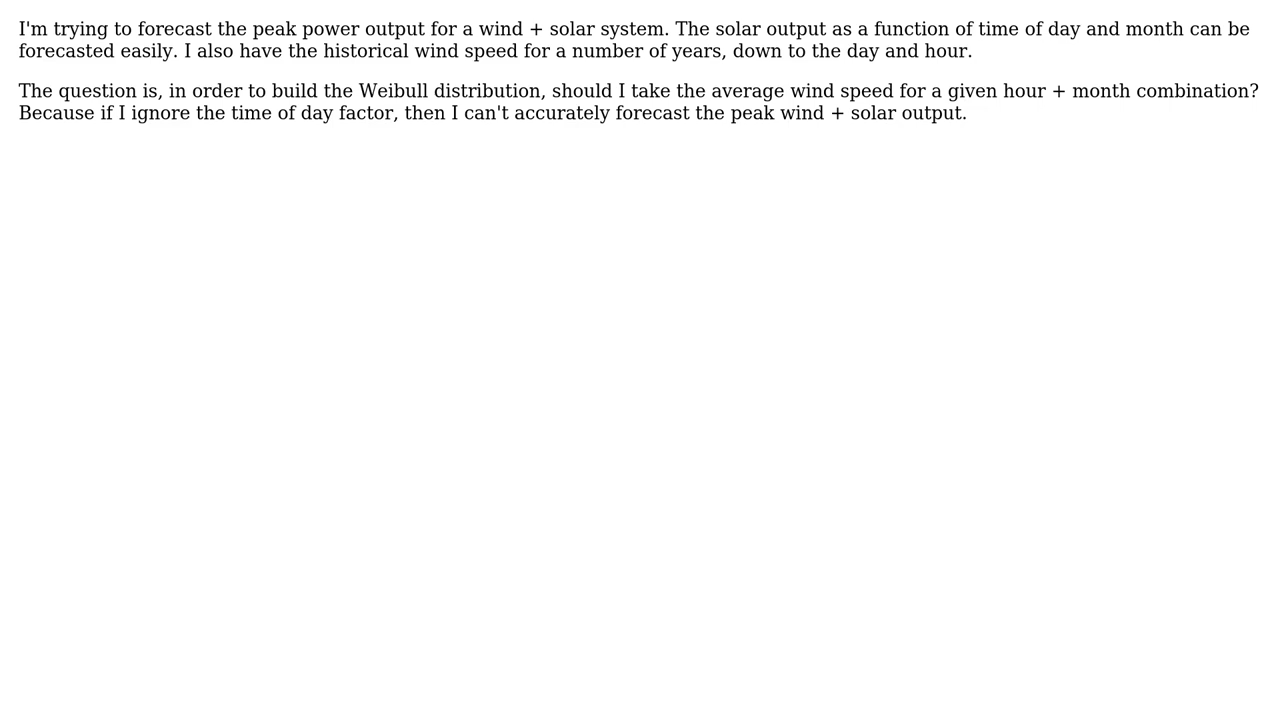 I'm trying to forecast the peak power output for a wind + solar system. The solar output as a function of time of day and month can be
forecasted easily. I also have the historical wind speed for a number of years, down to the day and hour.
The question is, in order to build the Weibull distribution, should I take the average wind speed for a given hour + month combination?
Because if I ignore the time of day factor, then I can't accurately forecast the peak wind + solar output.